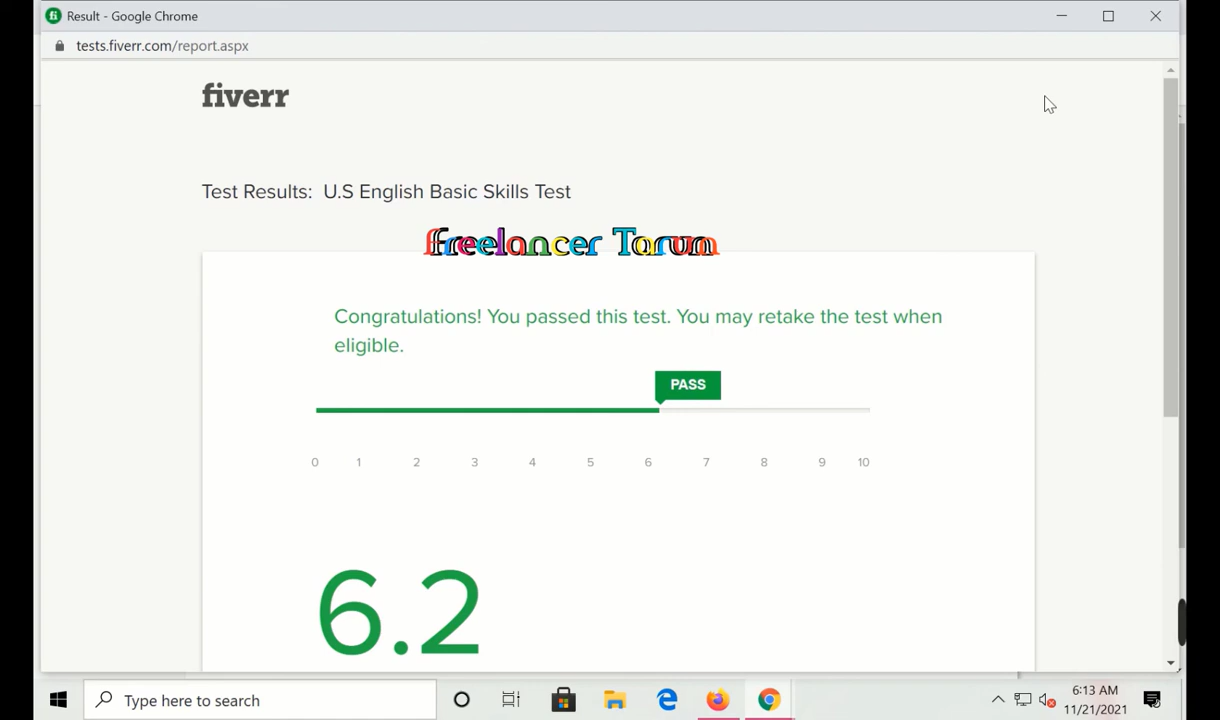 Result - Google Chrome
tests.fiverr.com/report.aspx
fiverr
Test Results: U.S English Basic Skills Test
Freelancer Tarun
Congratulations! You passed this test. You may retake the test when
eligible.
PASS
0 1 2 3 4 5 6 7 8 9 10
6.2
Type here to search
6:13 AM
11/21/2021